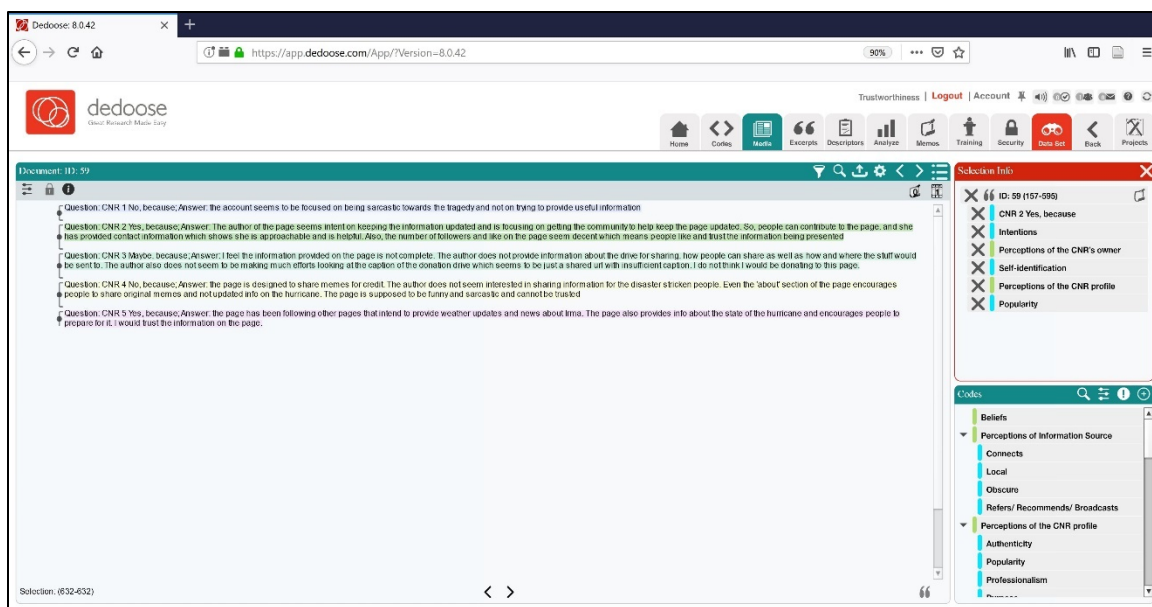 Dedoose: 8.0.42
https://app.dedoose.com/App/?Version=8.0.42
90%
dedoose
Great Research Made Easy
Trustworthiness | Logout | Account
Home
Codes
Media
Excerpts
Descriptors
Analyze
Memos
Training
Security
Data Set
Back
Projects
Document: ID: 59
Question: CNR 1 No, because; Answer: the account seems to be focused on being sarcastic towards the tragedy and not on trying to provide useful information
Question: CNR 2 Yes, because; Answer: The author of the page seems intent on keeping the information updated and is focusing on getting the community to help keep the page updated. So, people can contribute to the page, and she
has provided contact information which shows she is approachable and is helpful. Also, the number of followers and like on the page seem decent which means people like and trust the information being presented
Question: CNR 3 Maybe, because; Answer: I feel the information provided on the page is not complete. The author does not provide information about the drive for sharing, how people can share as well as how and where the stuff would
be sent to. The author also does not seem to be making much efforts looking at the caption of the donation drive which seems to be just a shared url with insufficient caption. I do not think I would be donating to this page.
Question: CNR 4 No, because; Answer: the page is designed to share memes for credit. The author does not seem interested in sharing information for the disaster stricken people. Even the 'about' section of the page encourages
people to share original memes and not updated info on the hurricane. The page is supposed to be funny and sarcastic and cannot be trusted
Question: CNR 5 Yes, because; Answer: the page has been following other pages that intend to provide weather updates and news about Irma. The page also provides info about the state of the hurricane and encourages people to
prepare for it. I would trust the information on the page.
Selection: (632-632)
Selection Info
ID: 59 (157-595)
CNR 2 Yes, because
Intentions
Perceptions of the CNR's owner
Self-identification
Perceptions of the CNR profile
Popularity
Codes
Beliefs
Perceptions of Information Source
Connects
Local
Obscure
Refers/ Recommends/ Broadcasts
Perceptions of the CNR profile
Authenticity
Popularity
Professionalism